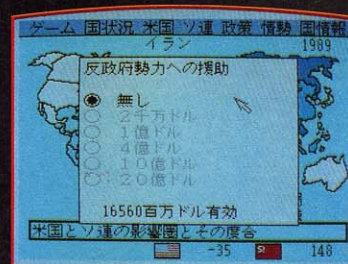 ゲーム 国状況 米国 ソ連 政策 情勢 国情報
イラン 1989
反政府勢力への援助
無し
2千万ドル
1億ドル
4億ドル
10億ドル
20億ドル
16560百万ドル有効
米国とソ連の影響圏とその度合
-35 148